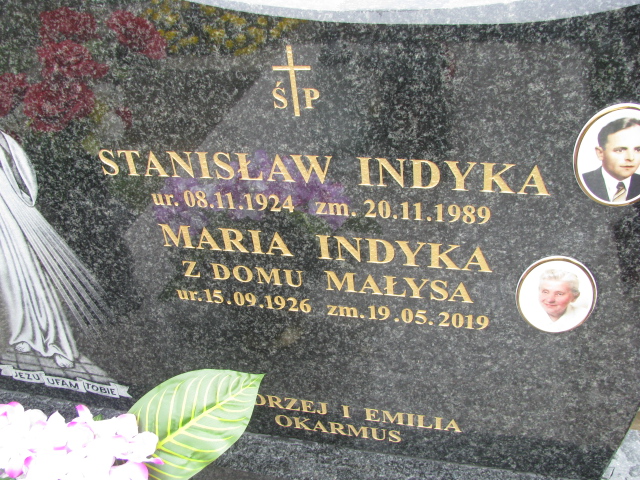 Ś P
STANISŁAW INDYKA
ur. 08.11.1924 zm. 20.11.1989
MARIA INDYKA
Z DOMU MAŁYSA
ur. 15.09.1926 zm. 19.05.2019
JEZU UFAM TOBIE
I EMILIA
OKARMUS